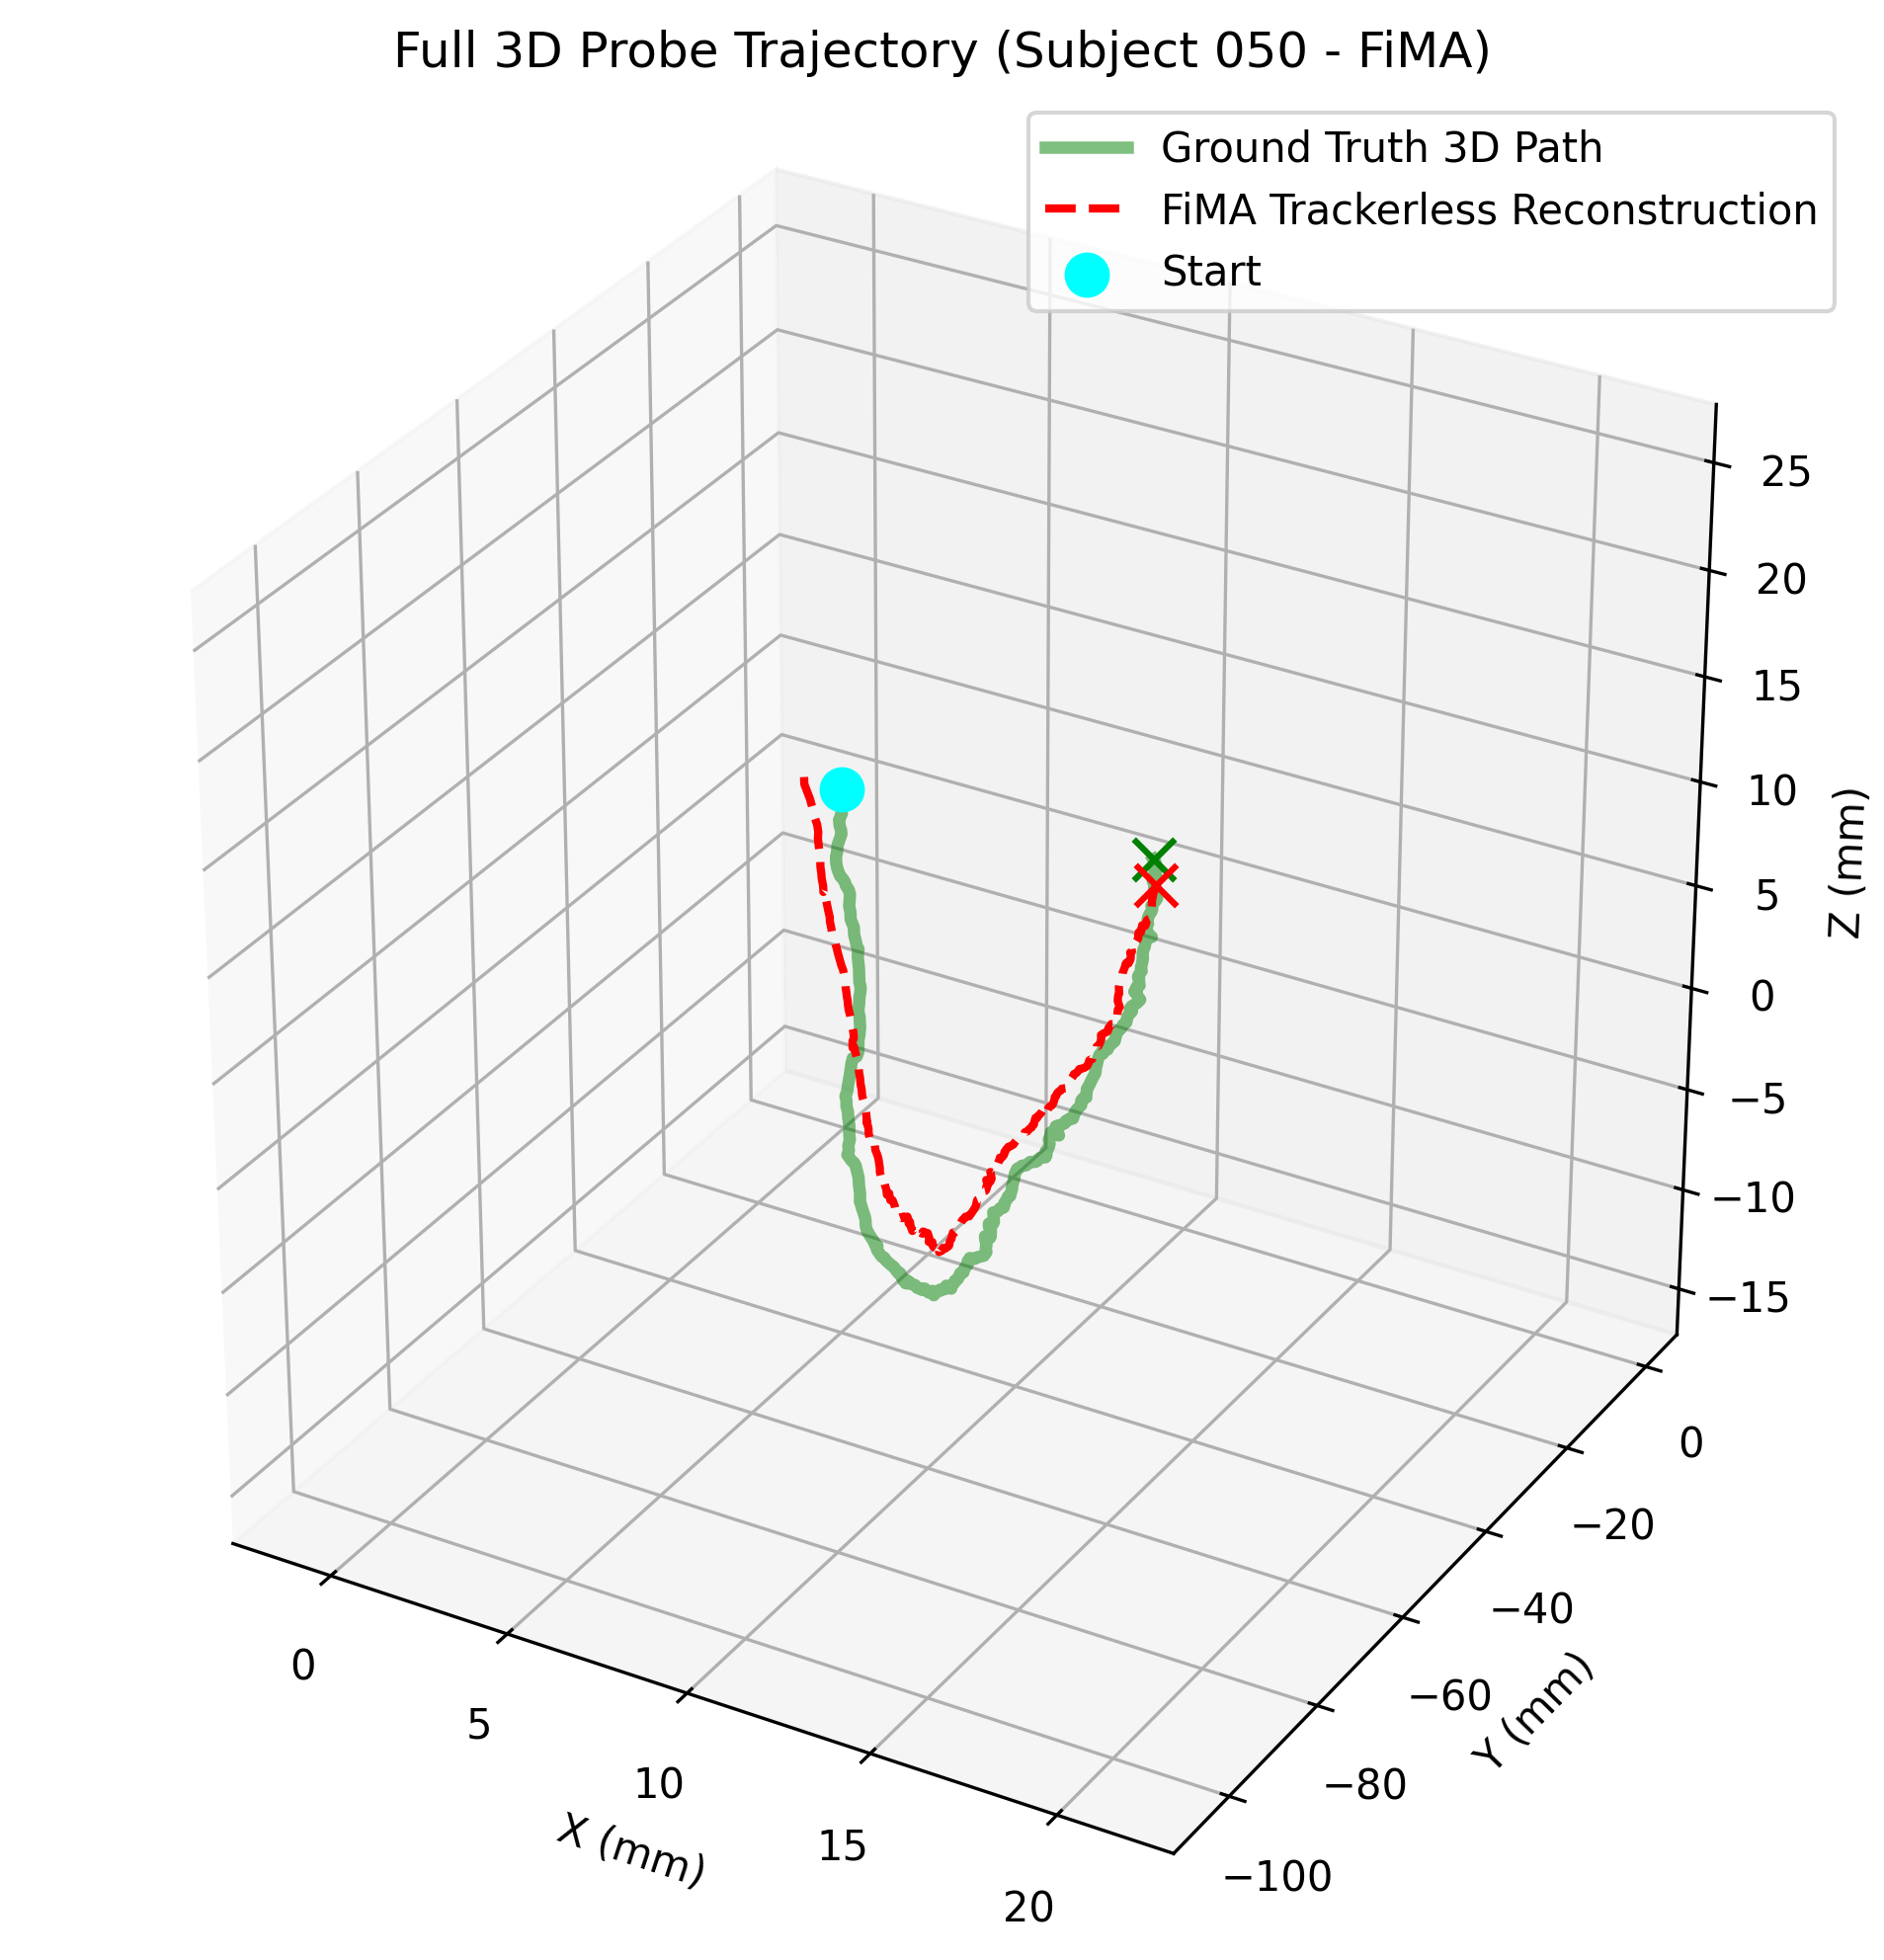 Full 3D Probe Trajectory (Subject 050 - FiMA)
Ground Truth 3D Path
FiMA Trackerless Reconstruction
Start
25
20
15
10
5
0
−5
−10
−15
Z (mm)
0
−20
−40
−60
−80
−100
Y (mm)
0
5
10
15
20
X (mm)